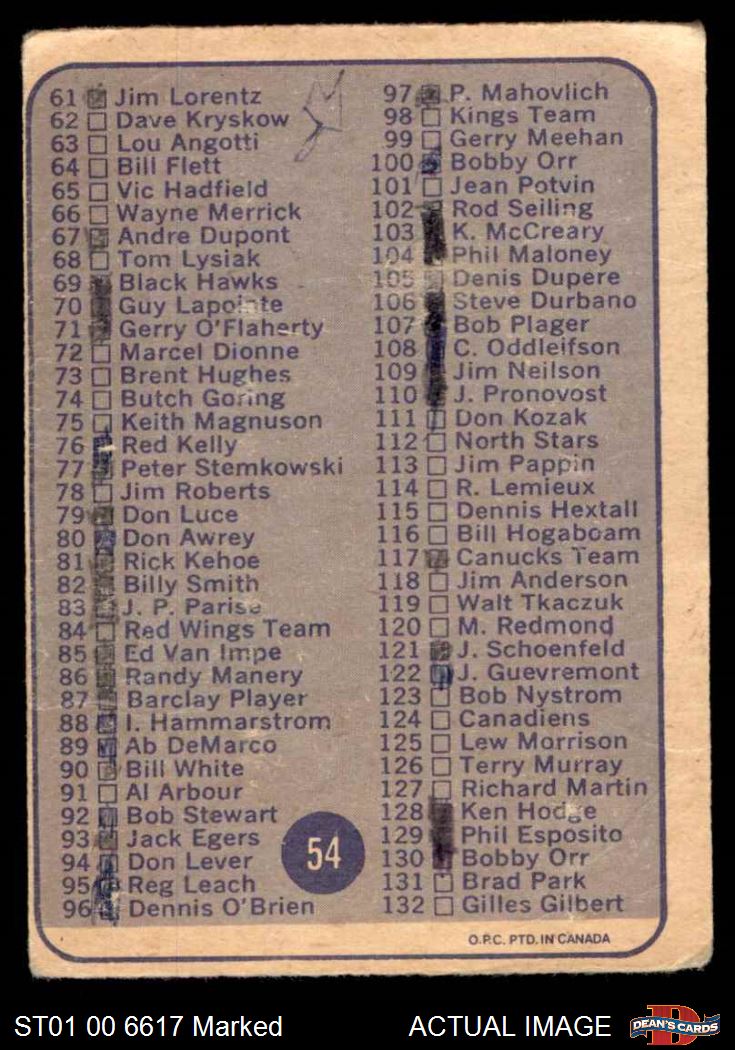 61 Jim Lorentz
62 Dave Kryskow
63 Lou Angotti
64 Bill Flett
65 Vic Hadfield
66 Wayne Merrick
67 Andre Dupont
68 Tom Lysiak
69 Black Hawks
70 Guy Lapointe
71 Gerry O'Flaherty
72 Marcel Dionne
73 Brent Hughes
74 Butch Goring
75 Keith Magnuson
76 Red Kelly
77 Peter Stemkowski
78 Jim Roberts
79 Don Luce
80 Don Awrey
81 Rick Kehoe
82 Billy Smith
83 J. P. Parise
84 Red Wings Team
85 Ed Van Impe
86 Randy Manery
87 Barclay Player
88 I. Hammarstrom
89 Ab DeMarco
90 Bill White
91 Al Arbour
92 Bob Stewart
93 Jack Egers
94 Don Lever
95 Reg Leach
96 Dennis O'Brien
54
97 P. Mahovlich
98 Kings Team
99 Gerry Meehan
100 Bobby Orr
101 Jean Potvin
102 Rod Seiling
103 K. McCreary
104 Phil Maloney
105 Denis Dupere
106 Steve Durbano
107 Bob Plager
108 C. Oddleifson
109 Jim Neilson
110 J. Pronovost
111 Don Kozak
112 North Stars
113 Jim Pappin
114 R. Lemieux
115 Dennis Hextall
116 Bill Hogaboam
117 Canucks Team
118 Jim Anderson
119 Walt Tkaczuk
120 M. Redmond
121 J. Schoenfeld
122 J. Guevremont
123 Bob Nystrom
124 Canadiens
125 Lew Morrison
126 Terry Murray
127 Richard Martin
128 Ken Hodge
129 Phil Esposito
130 Bobby Orr
131 Brad Park
132 Gilles Gilbert
O.P.C. PTD. IN CANADA
ST01 00 6617 Marked
ACTUAL IMAGE
DEAN'S CARDS